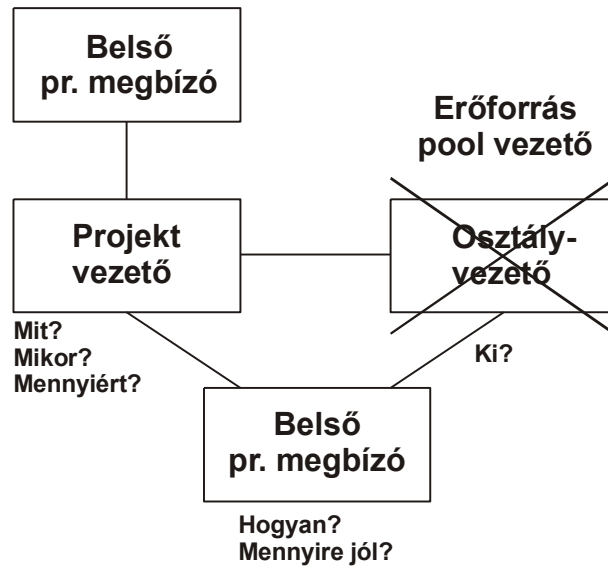 Belső
pr. megbízó
Erőforrás
pool vezető
Projekt
vezető
Osztály-
vezető
Mit?
Mikor?
Mennyiért?
Ki?
Belső
pr. megbízó
Hogyan?
Mennyire jól?